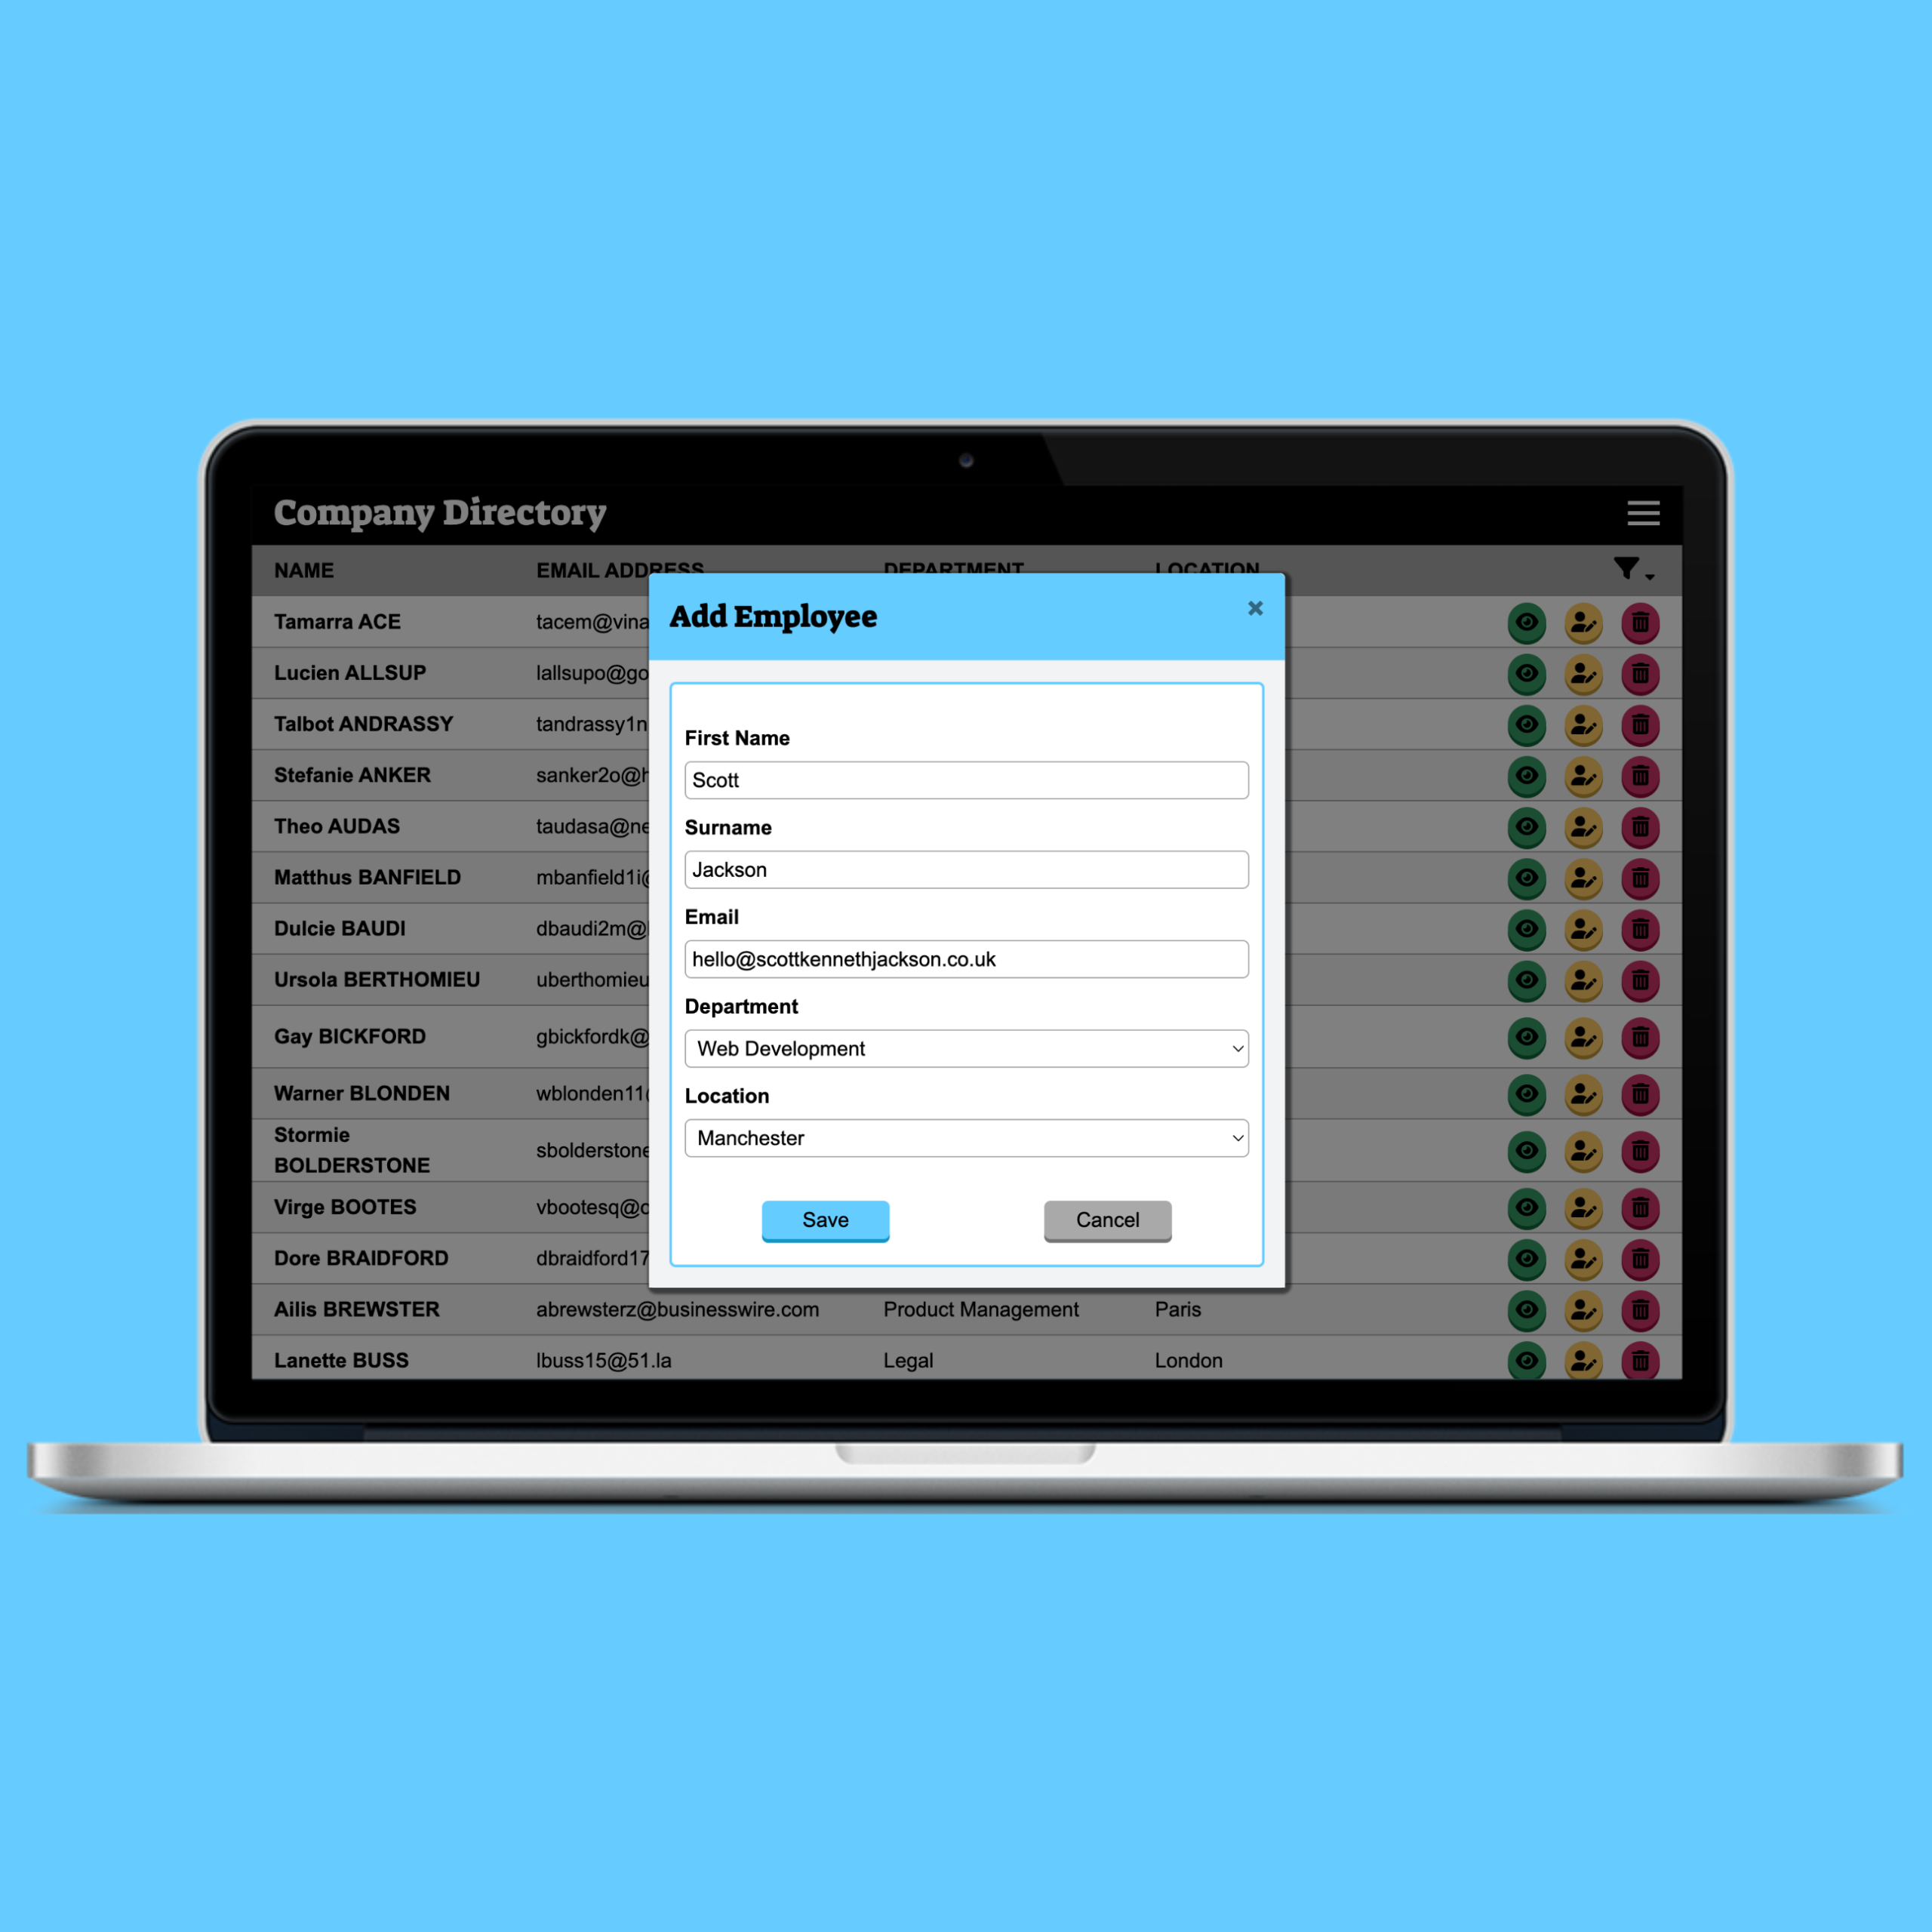 Company Directory
NAME EMAIL ADDRESS DEPARTMENT LOCATION
Add Employee
Tamarra ACE tacem@vina
Lucien ALLSUP lallsupo@go
Talbot ANDRASSY tandrassy1n
First Name
Stefanie ANKER sanker2o@h
Scott
Theo AUDAS taudasa@ne
Surname
Matthus BANFIELD mbanfield1i@
Jackson
Dulcie BAUDI dbaudi2m@
Email
Ursola BERTHOMIEU uberthomieu
hello@scottkennethjackson.co.uk
Gay BICKFORD gbickfordk@
Department
Web Development
Warner BLONDEN wblonden11@
Location
Stormie
BOLDERSTONE sbolderstone
Manchester
Virge BOOTES vbootesq@c
Save Cancel
Dore BRAIDFORD dbraidford17
Ailis BREWSTER abrewsterz@businesswire.com Product Management Paris
Lanette BUSS lbuss15@51.la Legal London